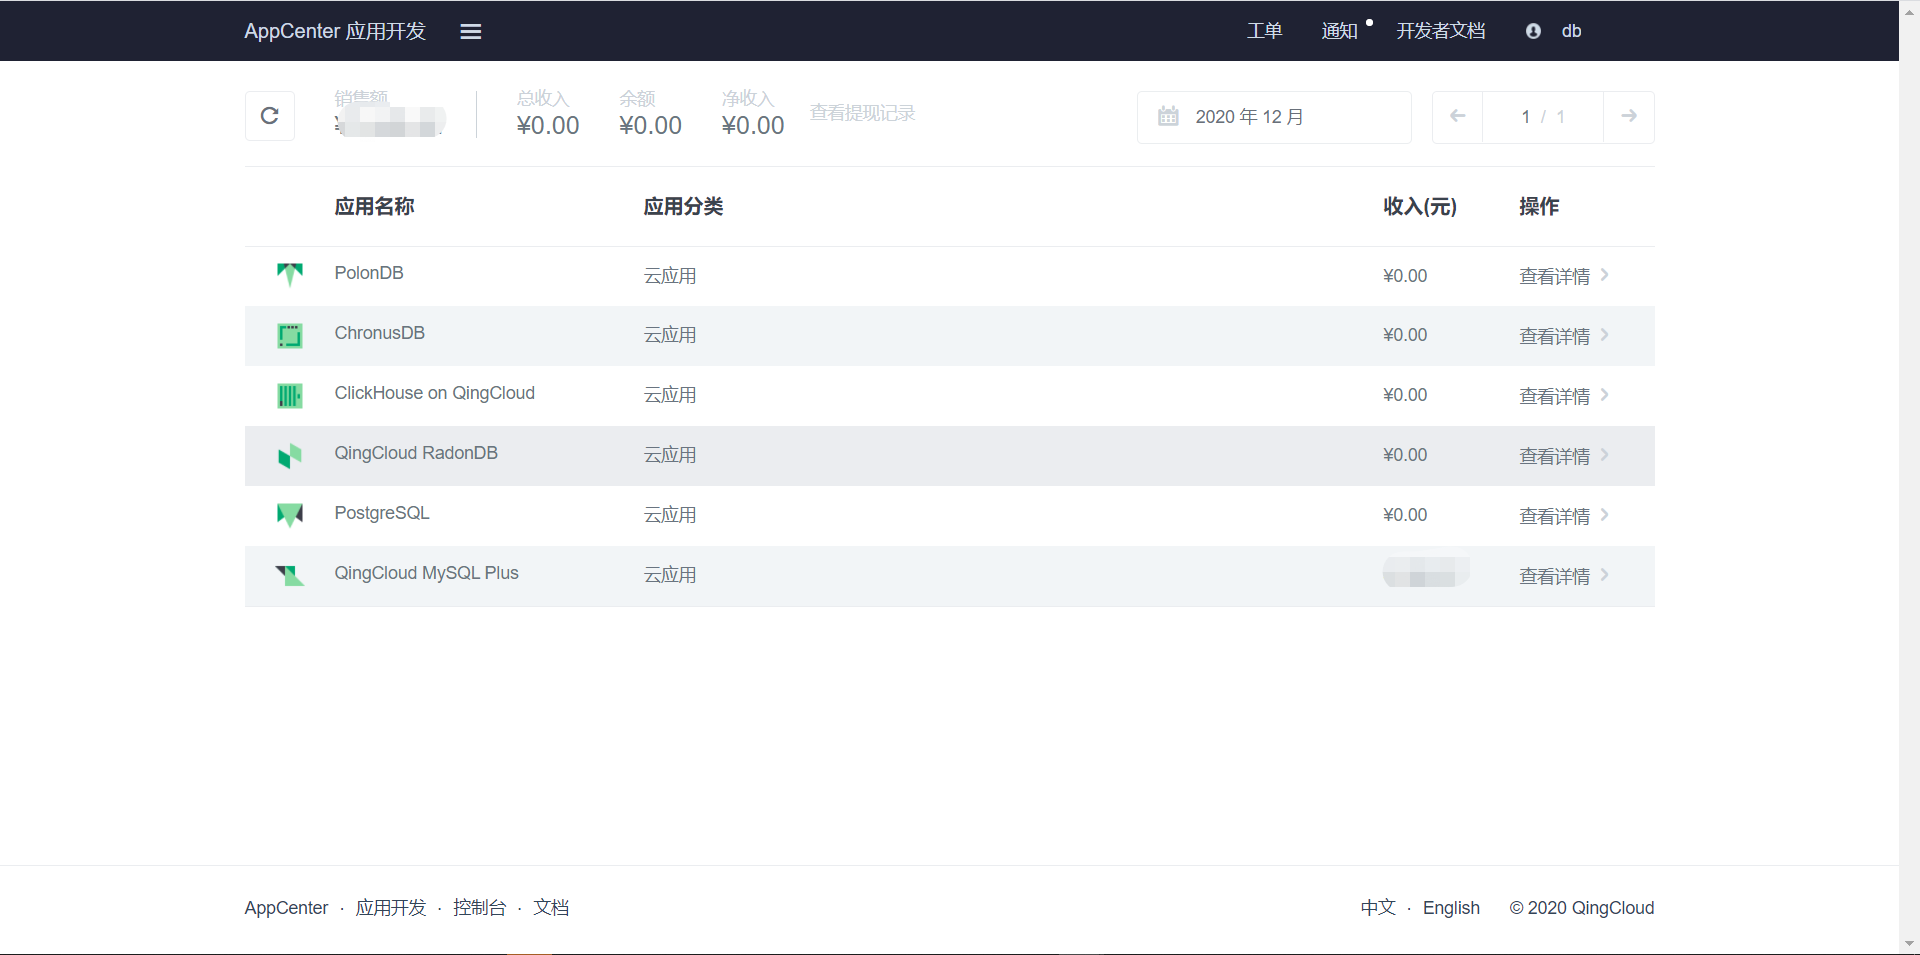 AppCenter 应用开发 工单 通知 开发者文档 db
销售额 总收入 余额 净收入 查看提现记录
¥0.00 ¥0.00 ¥0.00 2020 年 12 月 1 / 1
应用名称 应用分类 收入(元) 操作
PolonDB 云应用 ¥0.00 查看详情
ChronusDB 云应用 ¥0.00 查看详情
ClickHouse on QingCloud 云应用 ¥0.00 查看详情
QingCloud RadonDB 云应用 ¥0.00 查看详情
PostgreSQL 云应用 ¥0.00 查看详情
QingCloud MySQL Plus 云应用 查看详情
AppCenter · 应用开发 · 控制台 · 文档 中文 · English © 2020 QingCloud